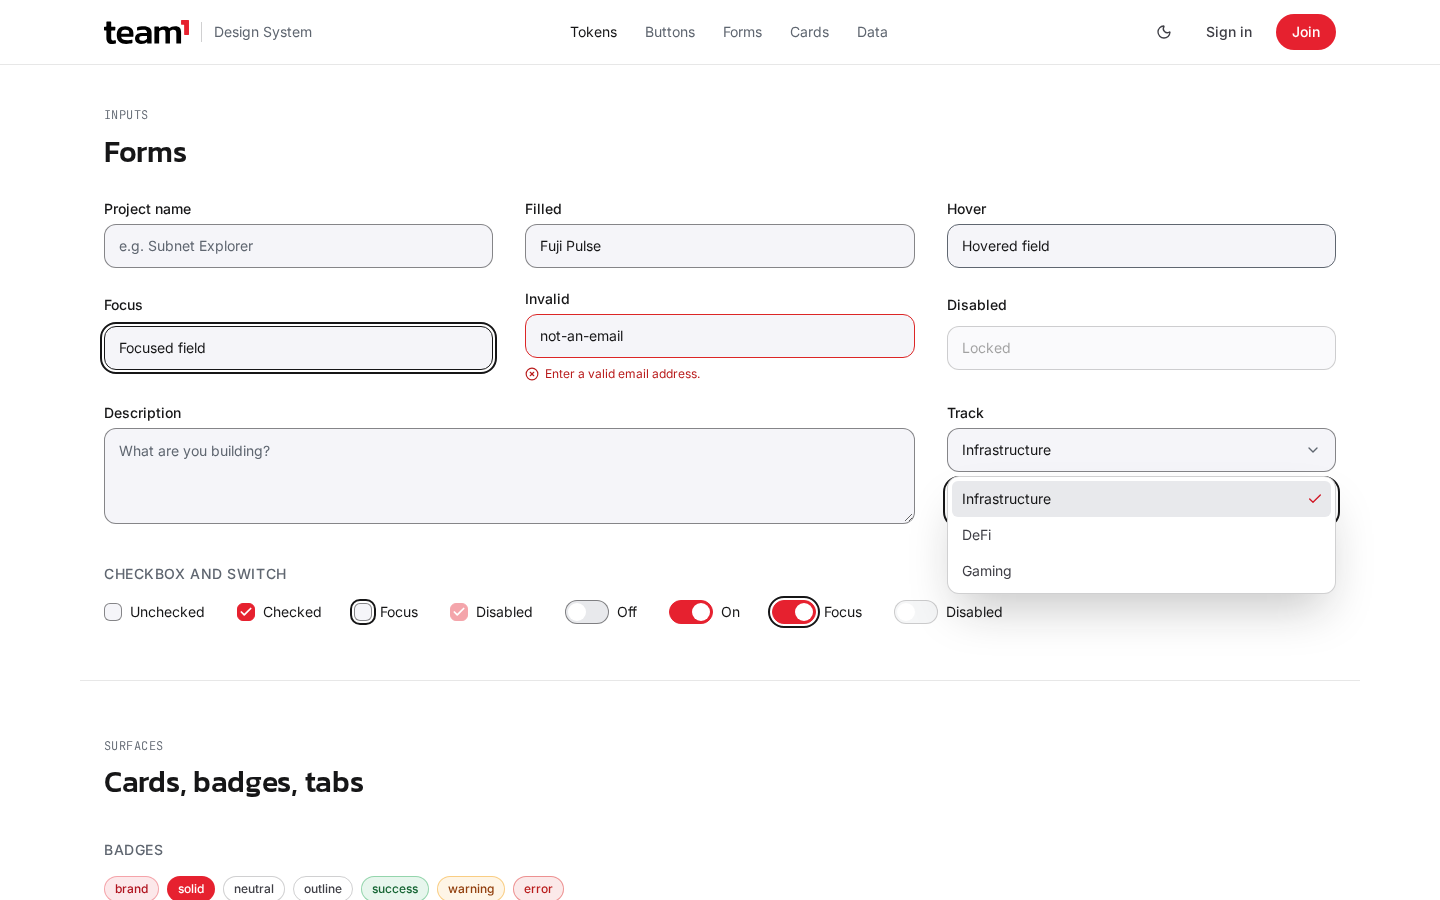 team1
Design System
Tokens
Buttons
Forms
Cards
Data
Sign in
Join
INPUTS
Forms
Project name
Filled
Hover
e.g. Subnet Explorer
Fuji Pulse
Hovered field
Focus
Invalid
Disabled
Focused field
not-an-email
Locked
Enter a valid email address.
Description
Track
What are you building?
Infrastructure
Infrastructure
DeFi
Gaming
CHECKBOX AND SWITCH
Unchecked
Checked
Focus
Disabled
Off
On
Focus
Disabled
SURFACES
Cards, badges, tabs
BADGES
brand
solid
neutral
outline
success
warning
error